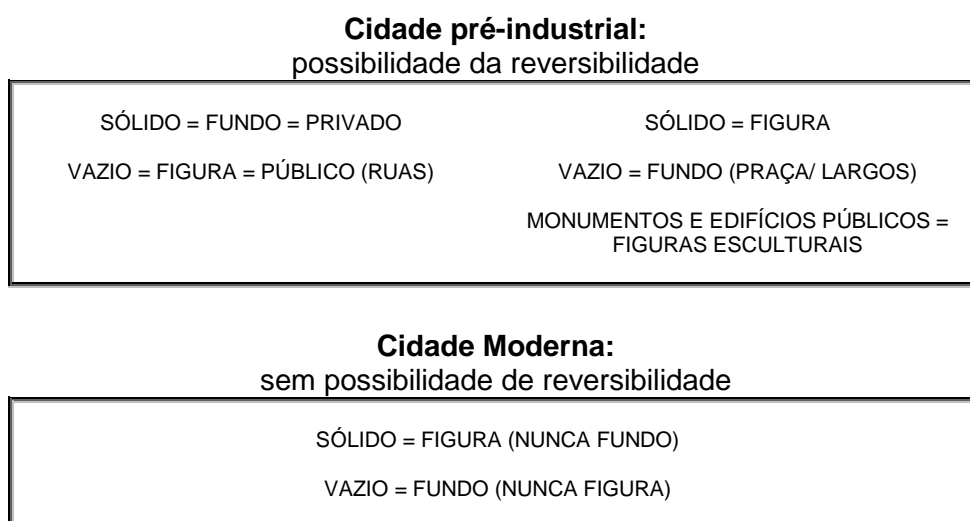 Cidade pré-industrial:
possibilidade da reversibilidade
SÓLIDO = FUNDO = PRIVADO
VAZIO = FIGURA = PÚBLICO (RUAS)
SÓLIDO = FIGURA
VAZIO = FUNDO (PRAÇA/ LARGOS)
MONUMENTOS E EDIFÍCIOS PÚBLICOS =
FIGURAS ESCULTURAIS
Cidade Moderna:
sem possibilidade de reversibilidade
SÓLIDO = FIGURA (NUNCA FUNDO)
VAZIO = FUNDO (NUNCA FIGURA)